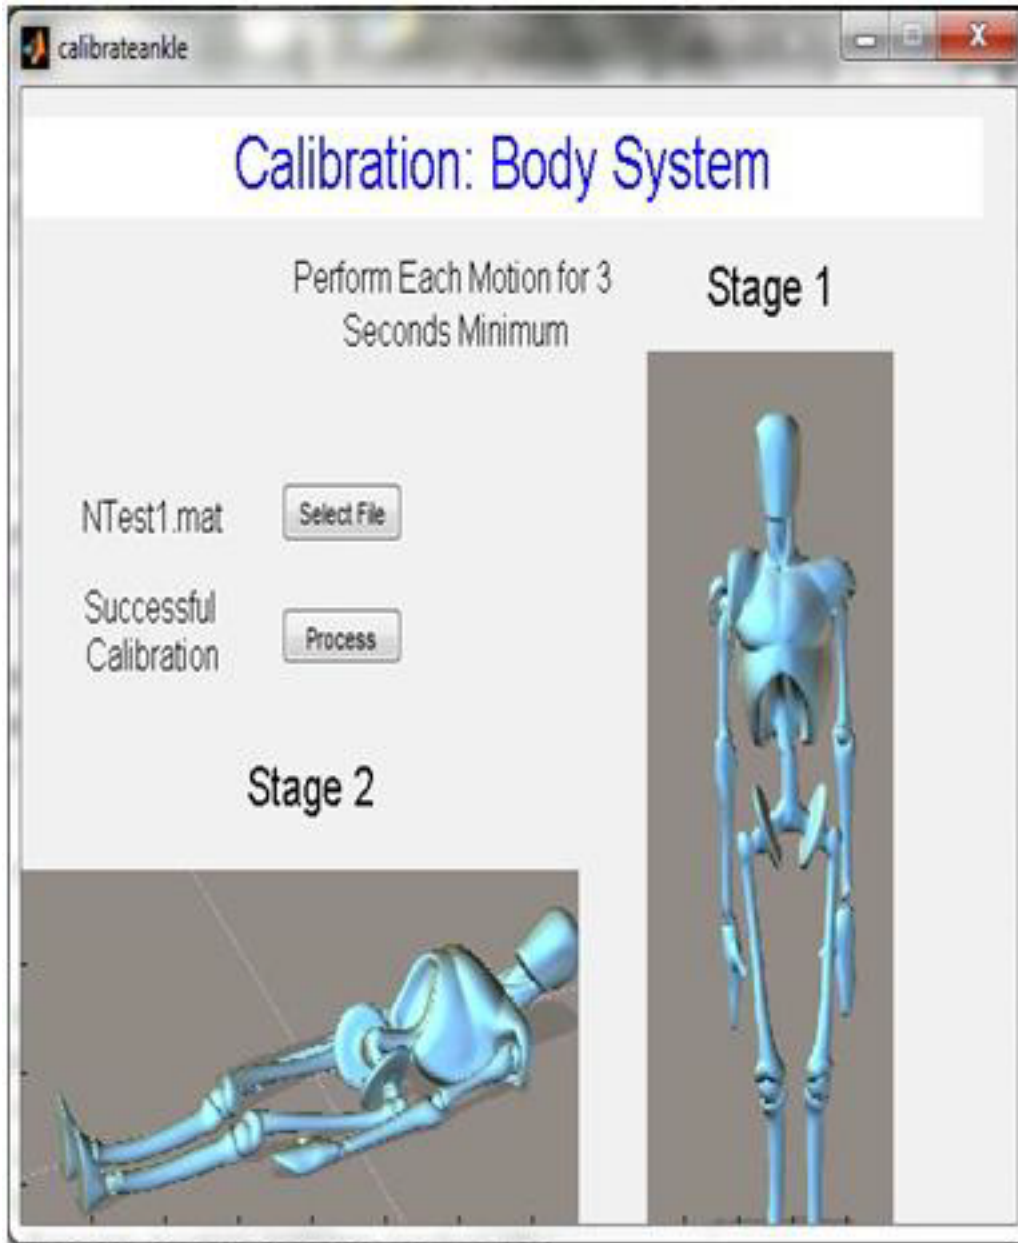 calibrateankle
Calibration: Body System
Perform Each Motion for 3
Seconds Minimum
Stage 1
NTest1.mat
Select File
Successful
Calibration
Process
Stage 2